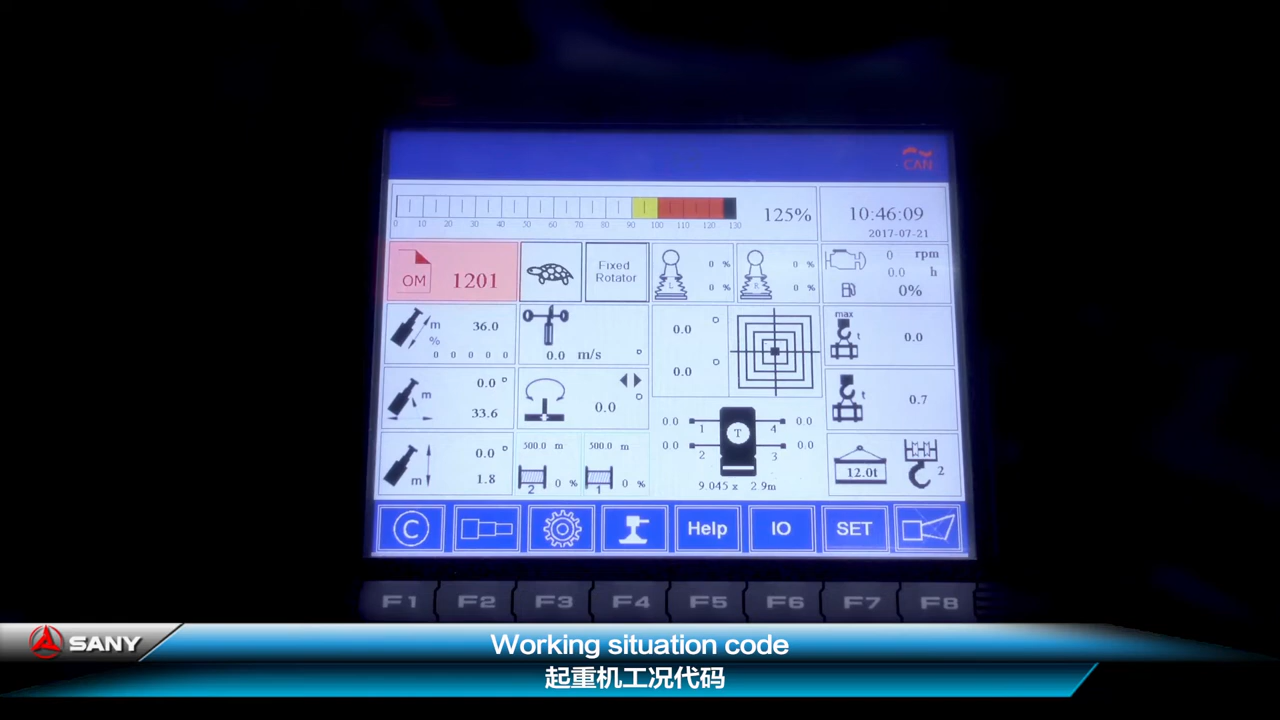 CAN
125%
0 10 20 30 40 50 60 70 80 90 100 110 120 130
10:46:09
2017-07-21
OM 1201
Fixed
Rotator
L 0 %
0 %
R 0 %
0 %
0 rpm
0.0 h
0%
m 36.0
%
0 0 0 0 0
0.0 m/s °
0.0 °
0.0 °
max
t 0.0
0.0 °
m
33.6
0.0 °
t 0.7
0.0 1 4 0.0
0.0 2 3 0.0
T
9.045 x 2.9m
0.0 °
m 1.8
500.0 m
2 0 %
500.0 m
1 0 %
12.0t
2
C
Help
IO
SET
F1 F2 F3 F4 F5 F6 F7 F8
SANY
Working situation code
起重机工况代码